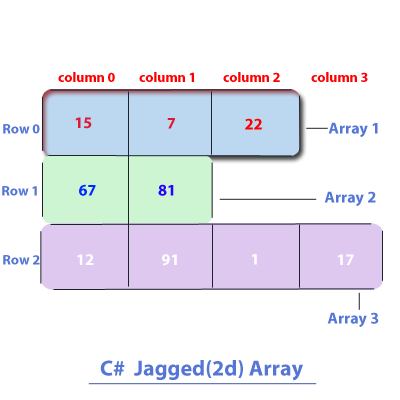 column 0 column 1 column 2 column 3
Row 0 15 7 22 Array 1
Row 1 67 81 Array 2
Row 2 12 91 1 17
Array 3
C# Jagged(2d) Array